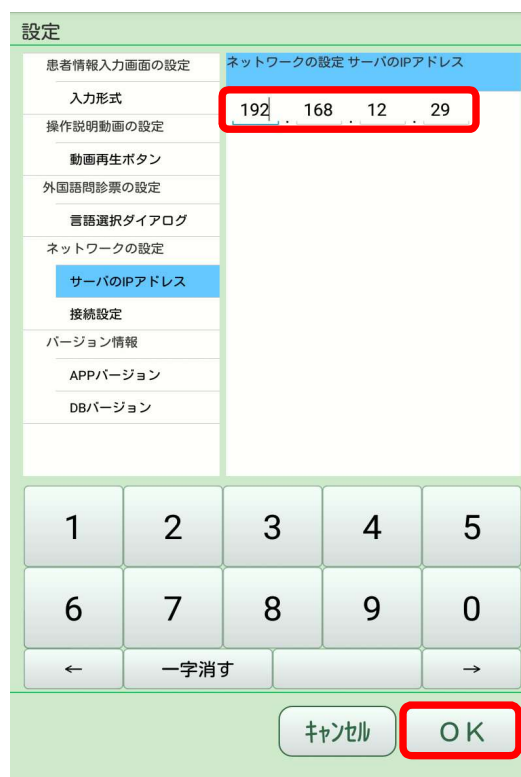 設定
患者情報入力画面の設定
入力形式
操作説明動画の設定
動画再生ボタン
外国語問診票の設定
言語選択ダイアログ
ネットワークの設定
サーバのIPアドレス
接続設定
バージョン情報
APPバージョン
DBバージョン
ネットワークの設定 サーバのIPアドレス
192 . 168 . 12 . 29
1 2 3 4 5
6 7 8 9 0
← 一字消す →
ｷｬﾝｾﾙ OK